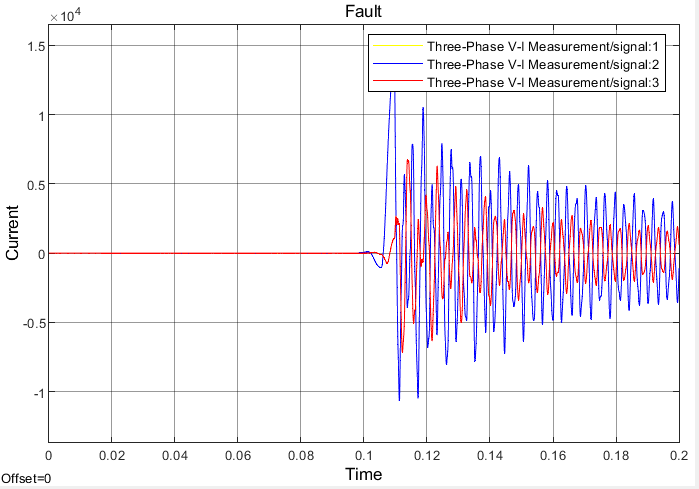 Fault
×10⁴
Three-Phase V-I Measurement/signal:1
Three-Phase V-I Measurement/signal:2
Three-Phase V-I Measurement/signal:3
1.5
1
0.5
0
-0.5
-1
Current
0 0.02 0.04 0.06 0.08 0.1 0.12 0.14 0.16 0.18 0.2
Time
Offset=0